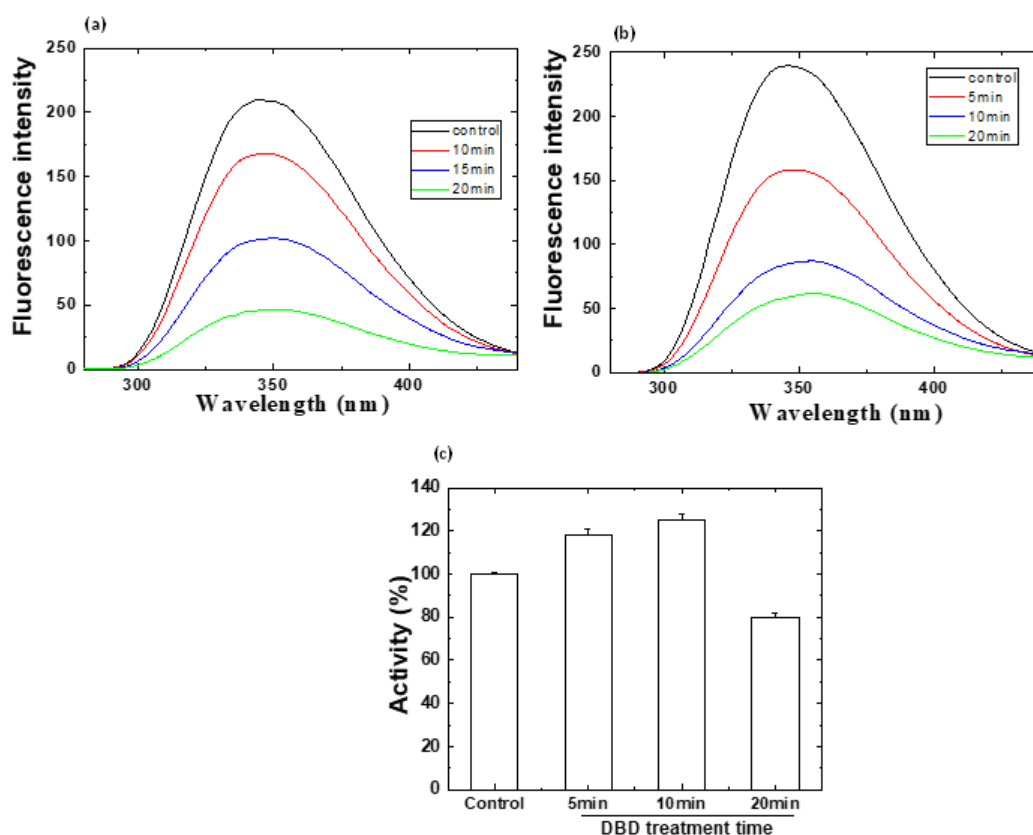 (a)
250
200
150
100
50
0
Fluorescence intensity
control
10min
15min
20min
300
350
400
Wavelength (nm)
(b)
250
200
150
100
50
0
Fluorescence intensity
control
5min
10min
20min
300
350
400
Wavelength (nm)
(c)
140
120
100
80
60
40
20
0
Activity (%)
Control
5min
10min
20min
DBD treatment time